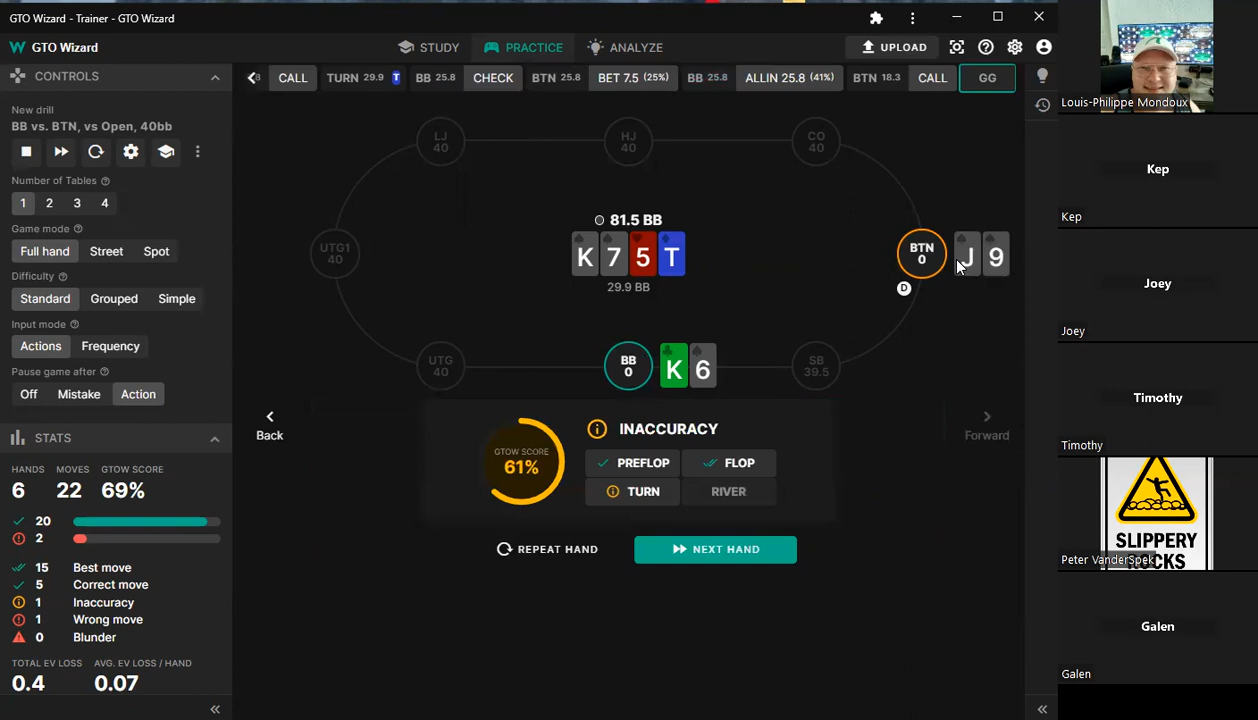 GTO Wizard - Trainer - GTO Wizard
GTO Wizard
STUDY
PRACTICE
ANALYZE
UPLOAD
CONTROLS
CALL
TURN 29.9 T
BB 25.8
CHECK
BTN 25.8
BET 7.5 (25%)
BB 25.8
ALLIN 25.8 (41%)
BTN 18.3
CALL
GG
New drill
BB vs. BTN, vs Open, 40bb
Number of Tables
1 2 3 4
Game mode
Full hand Street Spot
Difficulty
Standard Grouped Simple
Input mode
Actions Frequency
Pause game after
Off Mistake Action
STATS
HANDS MOVES GTOW SCORE
6 22 69%
20
2
15 Best move
5 Correct move
1 Inaccuracy
1 Wrong move
0 Blunder
TOTAL EV LOSS AVG. EV LOSS / HAND
0.4 0.07
LJ
40
HJ
40
CO
40
UTG1
40
81.5 BB
K 7 5 T
29.9 BB
BTN
0
J 9
D
UTG
40
BB
0
K 6
SB
39.5
Back
Forward
GTOW SCORE
61%
INACCURACY
PREFLOP
FLOP
TURN
RIVER
REPEAT HAND
NEXT HAND
Louis-Philippe Mondoux
Kep
Kep
Joey
Joey
Timothy
Timothy
SLIPPERY
ROCKS
Peter VanderSpek
Galen
Galen